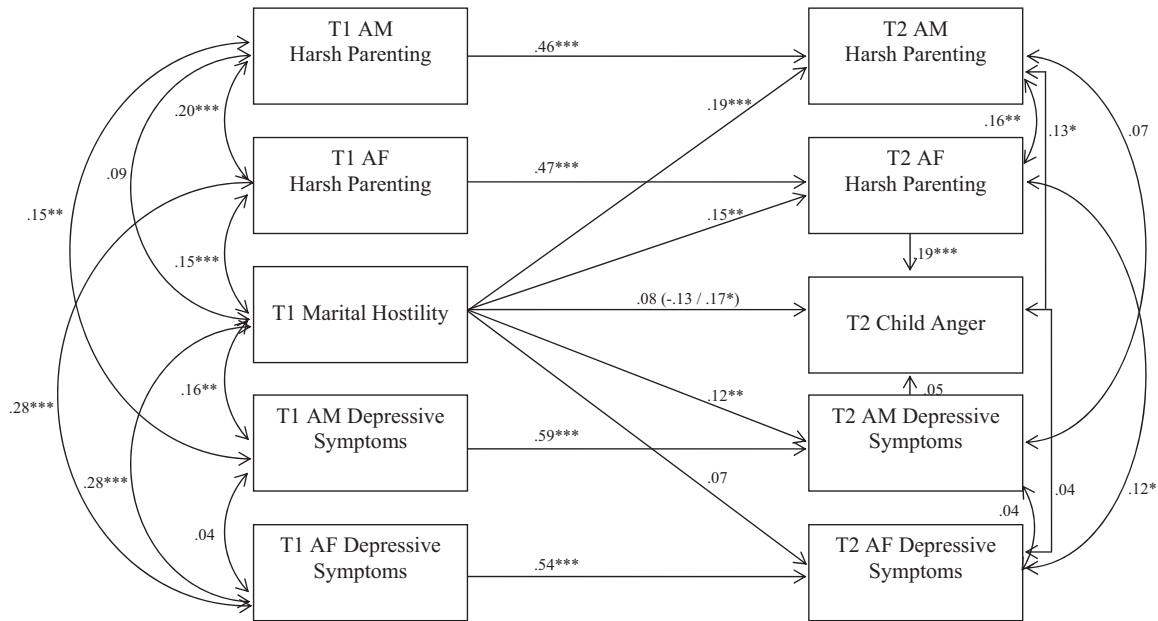 T1 AM
Harsh Parenting
T2 AM
Harsh Parenting
.46***
.20***
.19***
.16**
.13*
.07
T1 AF
Harsh Parenting
T2 AF
Harsh Parenting
.09
.47***
.15**
.15**
.15***
.19***
T1 Marital Hostility
.08 (-.13 / .17*)
T2 Child Anger
.16**
.12**
.05
.28***
T1 AM Depressive
Symptoms
T2 AM Depressive
Symptoms
.59***
.28***
.07
.04
.12*
.04
.04
T1 AF Depressive
Symptoms
T2 AF Depressive
Symptoms
.54***